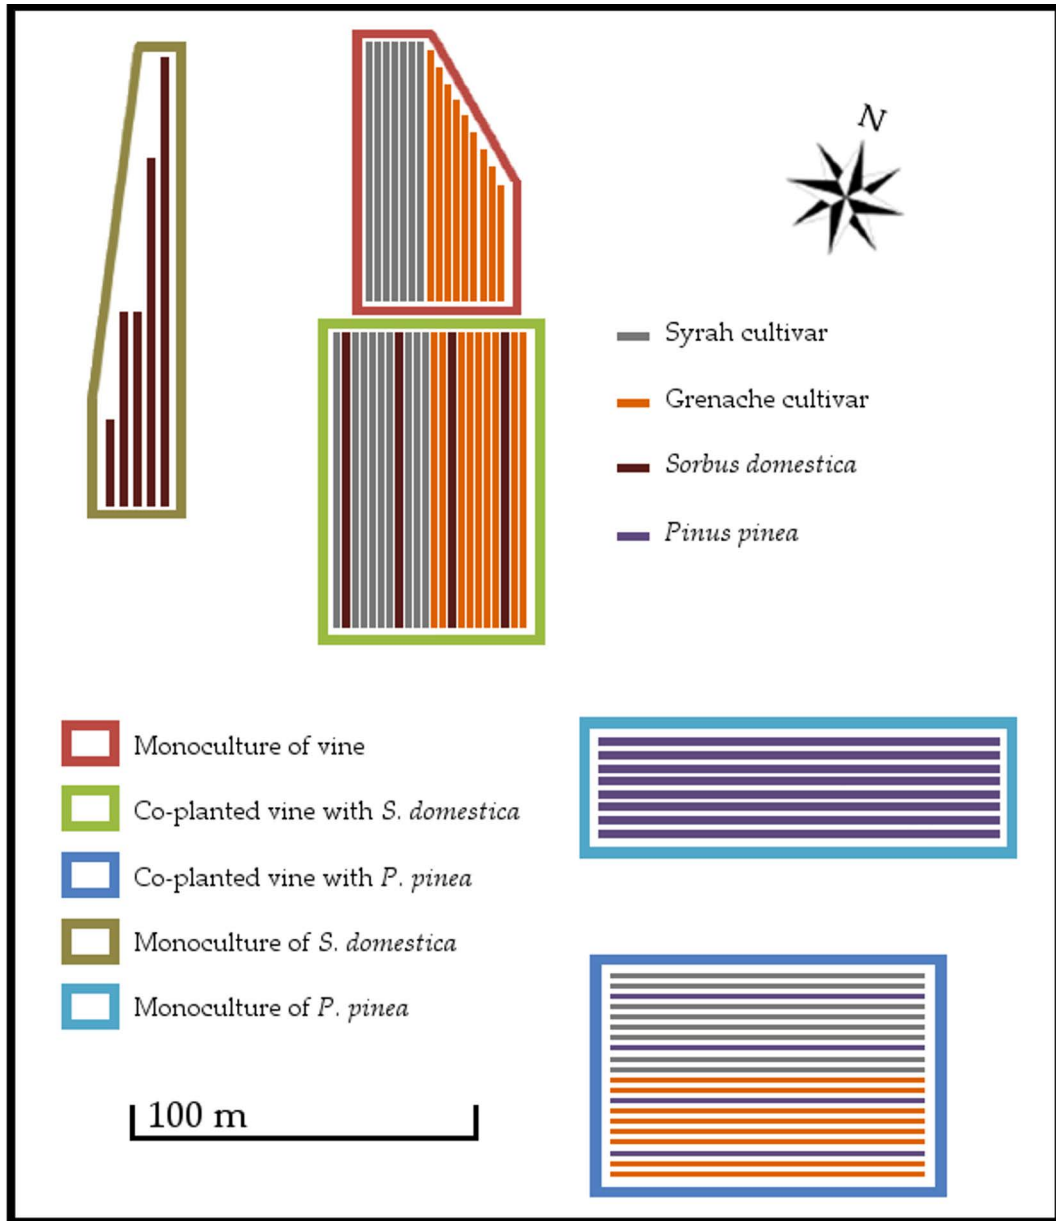 N
Syrah cultivar
Grenache cultivar
Sorbus domestica
Pinus pinea
Monoculture of vine
Co-planted vine with S. domestica
Co-planted vine with P. pinea
Monoculture of S. domestica
Monoculture of P. pinea
100 m